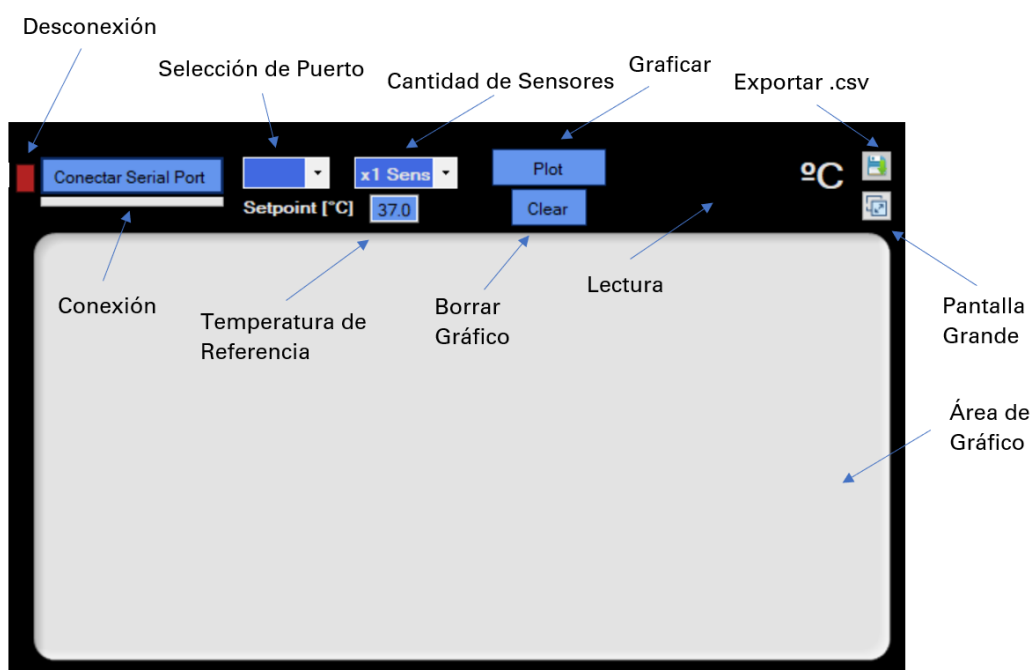 Desconexión
Selección de Puerto
Cantidad de Sensores
Graficar
Exportar .csv
Conectar Serial Port
x1 Sens
Plot
ºC
Setpoint [°C]
37.0
Clear
Conexión
Temperatura de
Referencia
Borrar
Gráfico
Lectura
Pantalla
Grande
Área de
Gráfico